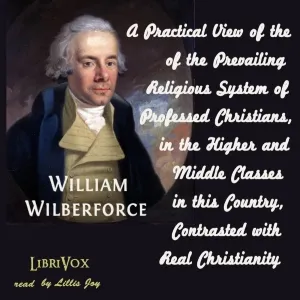 A Practical View of the
of the Prevailing
Religious System of
Professed Christians,
in the Higher and
Middle Classes
in this Country,
Contrasted with
Real Christianity
WILLIAM
WILBERFORCE
LIBRIVOX
read by Lillis Joy